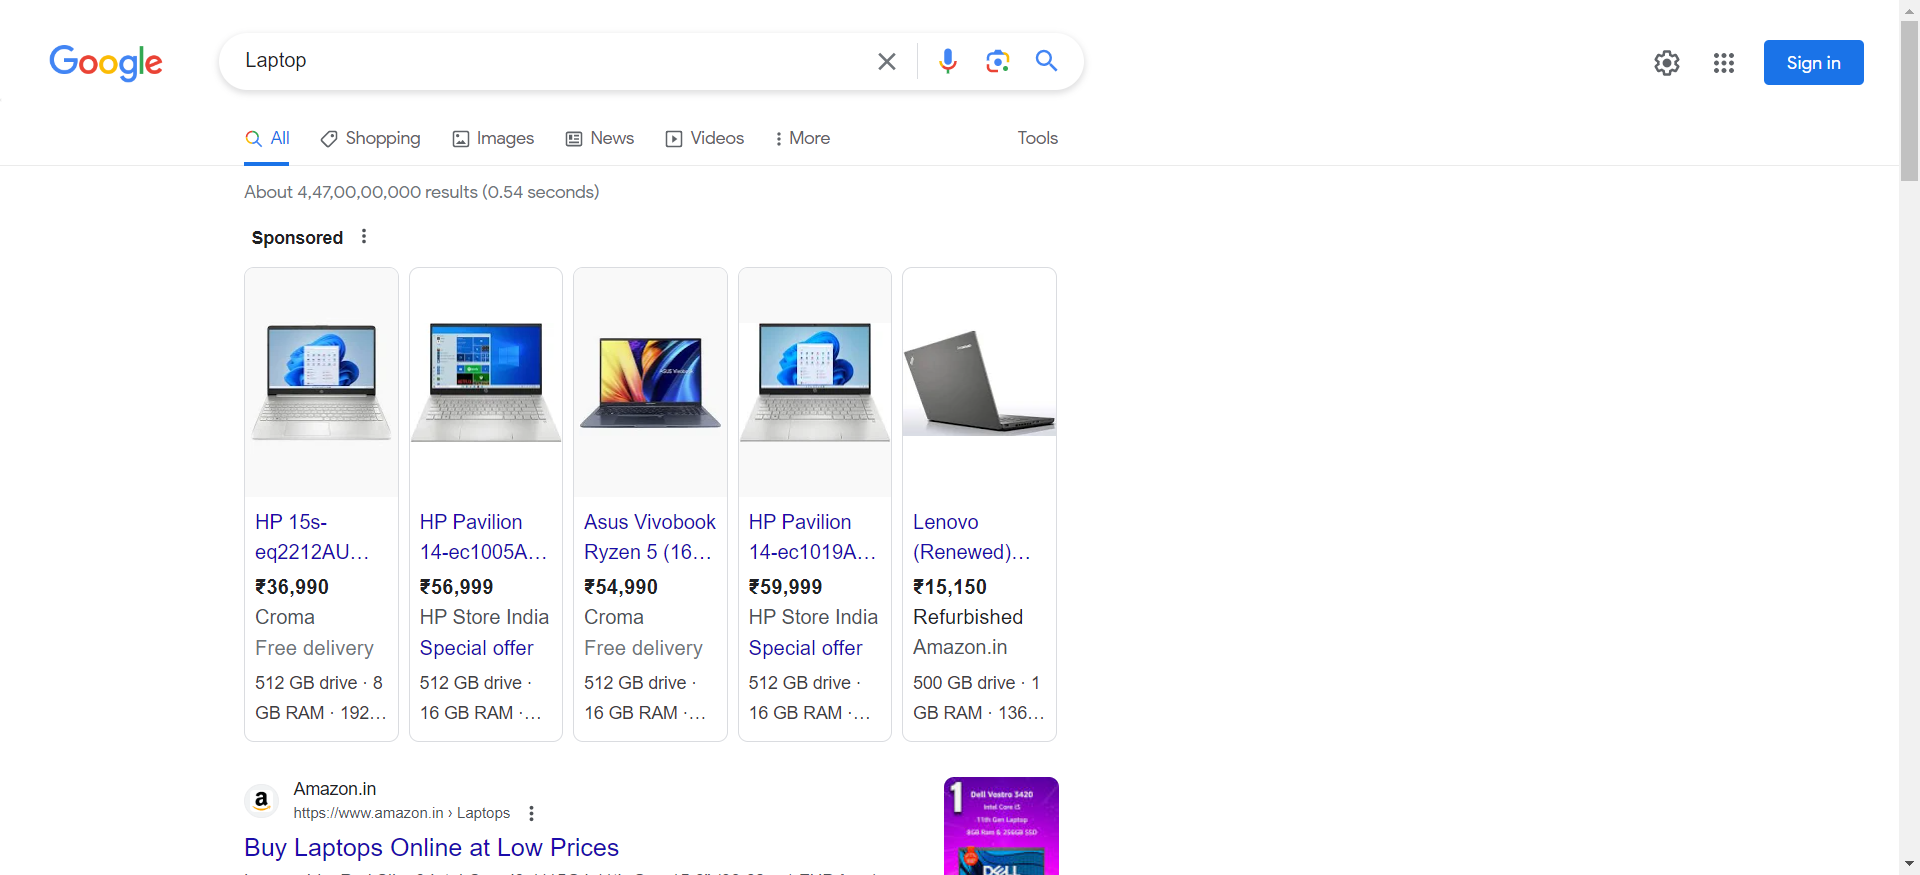 Google
Laptop
Sign in
All
Shopping
Images
News
Videos
More
Tools
About 4,47,00,00,000 results (0.54 seconds)
Sponsored
HP 15s-
eq2212AU...
₹36,990
Croma
Free delivery
512 GB drive · 8
GB RAM · 192...
HP Pavilion
14-ec1005A...
₹56,999
HP Store India
Special offer
512 GB drive ·
16 GB RAM ·...
ASUS Vivobook
Asus Vivobook
Ryzen 5 (16...
₹54,990
Croma
Free delivery
512 GB drive ·
16 GB RAM ·...
HP Pavilion
14-ec1019A...
₹59,999
HP Store India
Special offer
512 GB drive ·
16 GB RAM ·...
Lenovo
(Renewed)...
₹15,150
Refurbished
Amazon.in
500 GB drive · 1
GB RAM · 136...
a
Amazon.in
https://www.amazon.in › Laptops
Buy Laptops Online at Low Prices
1
Dell Vostro 3420
Intel Core i5
11th Gen Laptop
8GB Ram & 256GB SSD
DELL